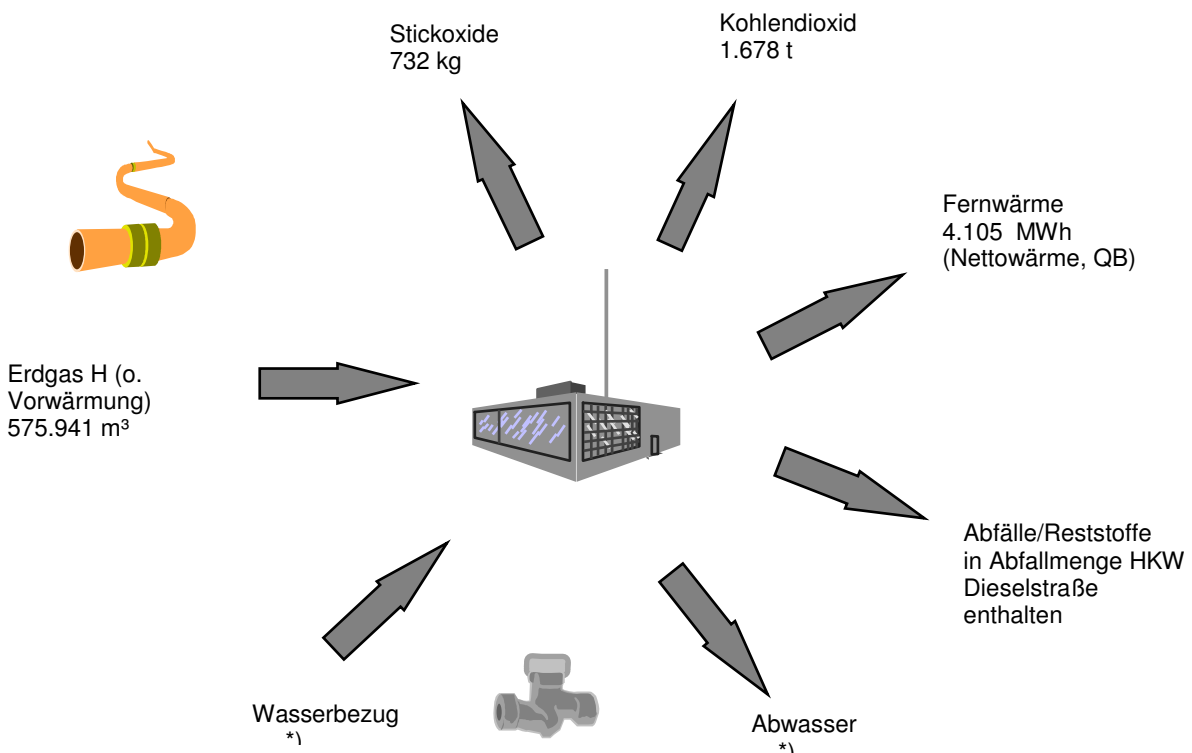 Stickoxide
732 kg
Kohlendioxid
1.678 t
Fernwärme
4.105 MWh
(Nettowärme, QB)
Erdgas H (o.
Vorwärmung)
575.941 m³
Abfälle/Reststoffe
in Abfallmenge HKW
Dieselstraße
enthalten
Wasserbezug
*)
Abwasser
*)